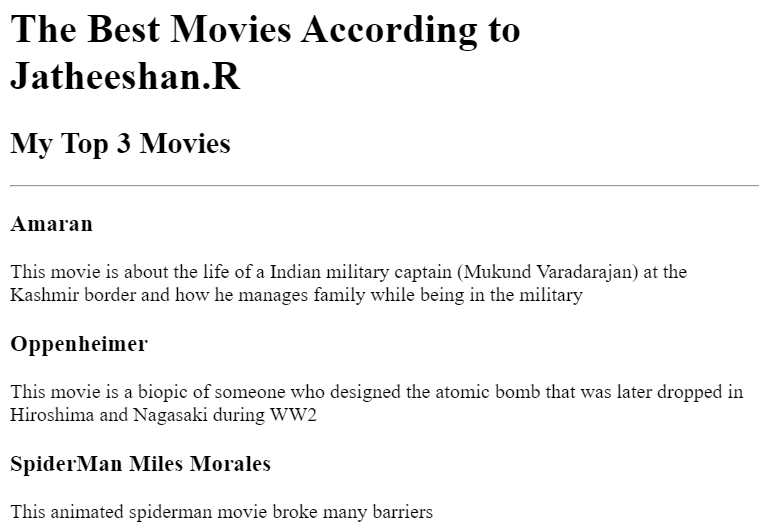 The Best Movies According to
Jatheeshan.R
My Top 3 Movies
Amaran
This movie is about the life of a Indian military captain (Mukund Varadarajan) at the
Kashmir border and how he manages family while being in the military
Oppenheimer
This movie is a biopic of someone who designed the atomic bomb that was later dropped in
Hiroshima and Nagasaki during WW2
SpiderMan Miles Morales
This animated spiderman movie broke many barriers